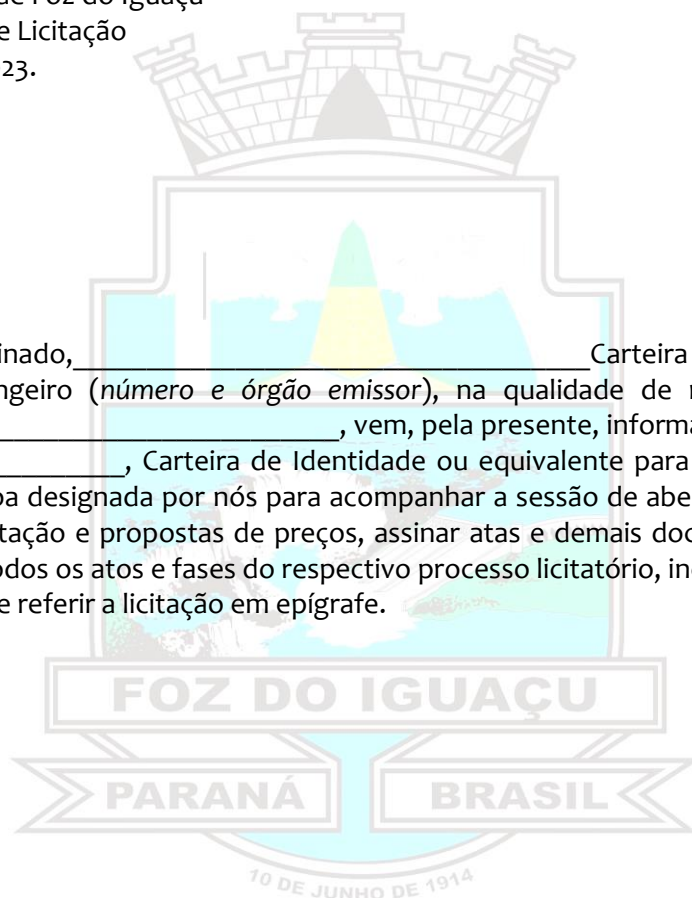 de Foz do Iguaçu
e Licitação
23.
inado,___________________________________Carteira
ngeiro (número e órgão emissor), na qualidade de
_______________________, vem, pela presente, informa
_________, Carteira de Identidade ou equivalente para
oa designada por nós para acompanhar a sessão de abe
tação e propostas de preços, assinar atas e demais doc
odos os atos e fases do respectivo processo licitatório, in
e referir a licitação em epígrafe.
FOZ DO IGUAÇU
PARANÁ BRASIL
10 DE JUNHO DE 1914